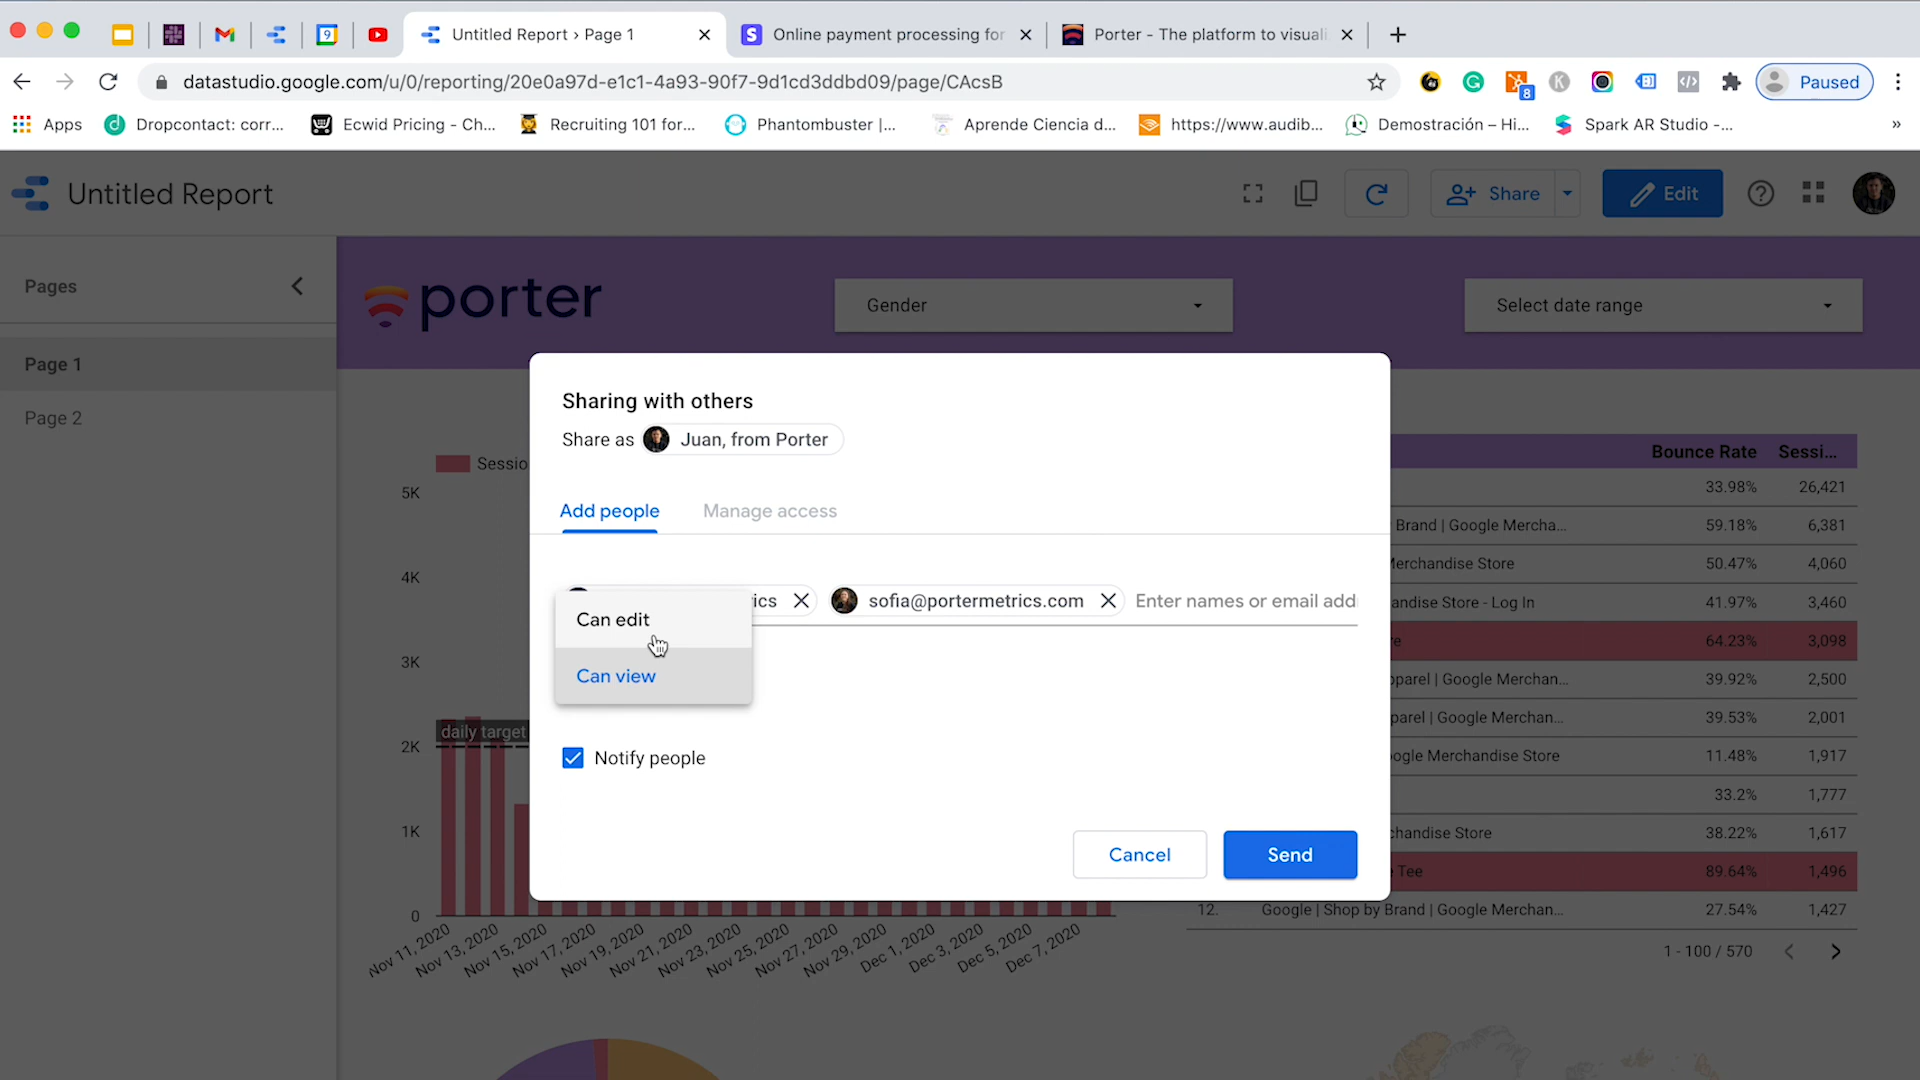 Untitled Report › Page 1
Online payment processing for
Porter - The platform to visuali
datastudio.google.com/u/0/reporting/20e0a97d-e1c1-4a93-90f7-9d1cd3ddbd09/page/CAcsB
8
Paused
Apps
Dropcontact: corr...
Ecwid Pricing - Ch...
Recruiting 101 for...
Phantombuster |...
Aprende Ciencia d...
https://www.audib...
Demostración – Hi...
Spark AR Studio -...
»
Untitled Report
Share
Edit
Pages
Page 1
Page 2
porter
Gender
Select date range
Sharing with others
Share as Juan, from Porter
Add people
Manage access
ics
sofia@portermetrics.com
Enter names or email add
Can edit
Can view
Notify people
Cancel
Send
Sessio
5K
4K
3K
2K
1K
0
daily target
Nov 11, 2020
Nov 13, 2020
Nov 15, 2020
Nov 17, 2020
Nov 19, 2020
Nov 21, 2020
Nov 23, 2020
Nov 25, 2020
Nov 27, 2020
Nov 29, 2020
Dec 1, 2020
Dec 3, 2020
Dec 5, 2020
Dec 7, 2020
Bounce Rate Sessi...
33.98% 26,421
Brand | Google Mercha... 59.18% 6,381
Merchandise Store 50.47% 4,060
andise Store - Log In 41.97% 3,460
e 64.23% 3,098
pparel | Google Merchan... 39.92% 2,500
parel | Google Merchan... 39.53% 2,001
oogle Merchandise Store 11.48% 1,917
33.2% 1,777
chandise Store 38.22% 1,617
Tee 89.64% 1,496
12. Google | Shop by Brand | Google Merchan... 27.54% 1,427
1 - 100 / 570